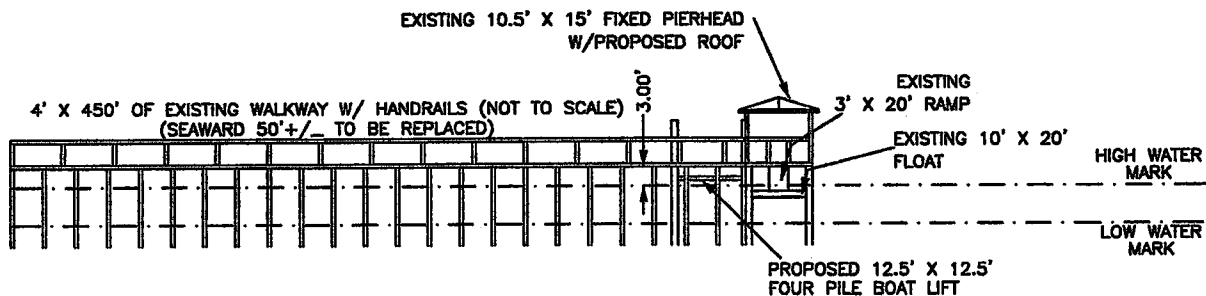 EXISTING 10.5' X 15' FIXED PIERHEAD
W/PROPOSED ROOF
4' X 450' OF EXISTING WALKWAY W/ HANDRAILS (NOT TO SCALE)
(SEAWARD 50'+/_ TO BE REPLACED)
3.00'
EXISTING
3' X 20' RAMP
EXISTING 10' X 20'
FLOAT
HIGH WATER
MARK
LOW WATER
MARK
PROPOSED 12.5' X 12.5'
FOUR PILE BOAT LIFT